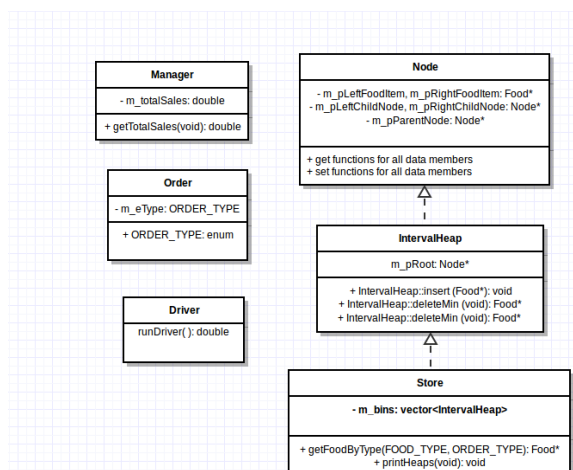 Manager
- m_totalSales: double
+ getTotalSales(void): double
Order
- m_eType: ORDER_TYPE
+ ORDER_TYPE: enum
Driver
runDriver( ): double
Node
- m_pLeftFoodItem, m_pRightFoodItem: Food*
- m_pLeftChildNode, m_pRightChildNode: Node*
- m_pParentNode: Node*
+ get functions for all data members
+ set functions for all data members
IntervalHeap
m_pRoot: Node*
+ IntervalHeap::insert (Food*): void
+ IntervalHeap::deleteMin (void): Food*
+ IntervalHeap::deleteMin (void): Food*
Store
- m_bins: vector<IntervalHeap>
+ getFoodByType(FOOD_TYPE, ORDER_TYPE): Food*
+ printHeaps(void): void